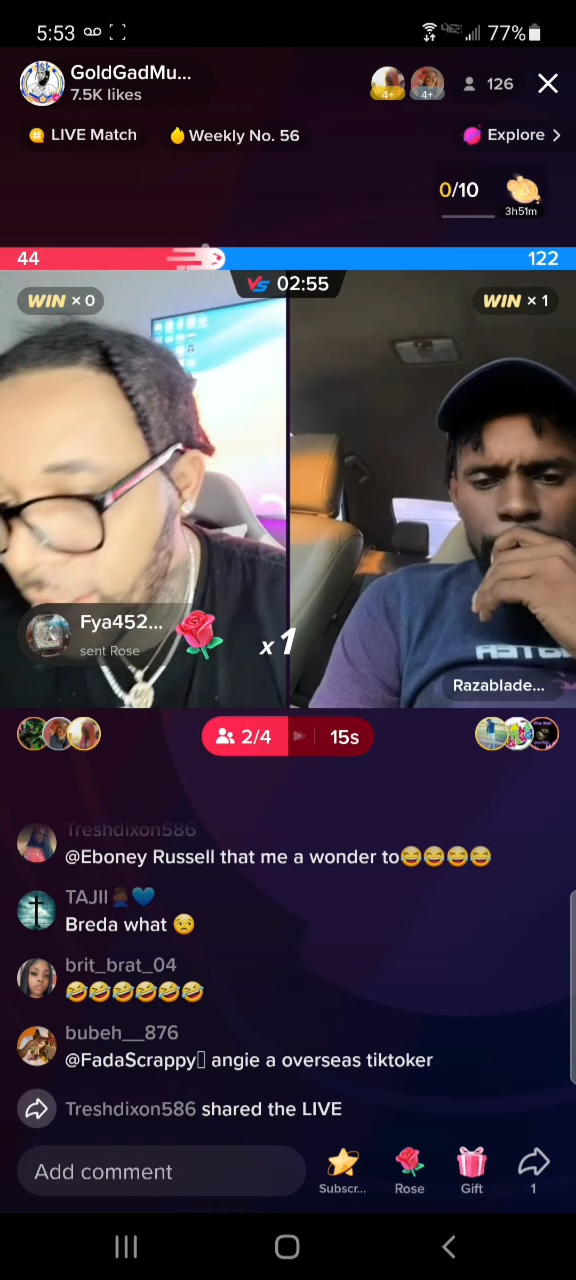 5:53
77%
GoldGadMu...
7.5K likes
4+
4+
126
LIVE Match
Weekly No. 56
Explore >
0/10
3h51m
44
122
VS 02:55
WIN × 0
WIN × 1
Fya452...
sent Rose
x 1
Razablade...
2/4
15s
Treshdixon586
@Eboney Russell that me a wonder to😂😂😂😂
TAJII🤦🏾‍♂️💙
Breda what 😒
brit_brat_04
🤣🤣🤣🤣🤣🤣
bubeh__876
@FadaScrappy▯ angie a overseas tiktoker
Treshdixon586 shared the LIVE
Add comment
Subscr...
Rose
Gift
1